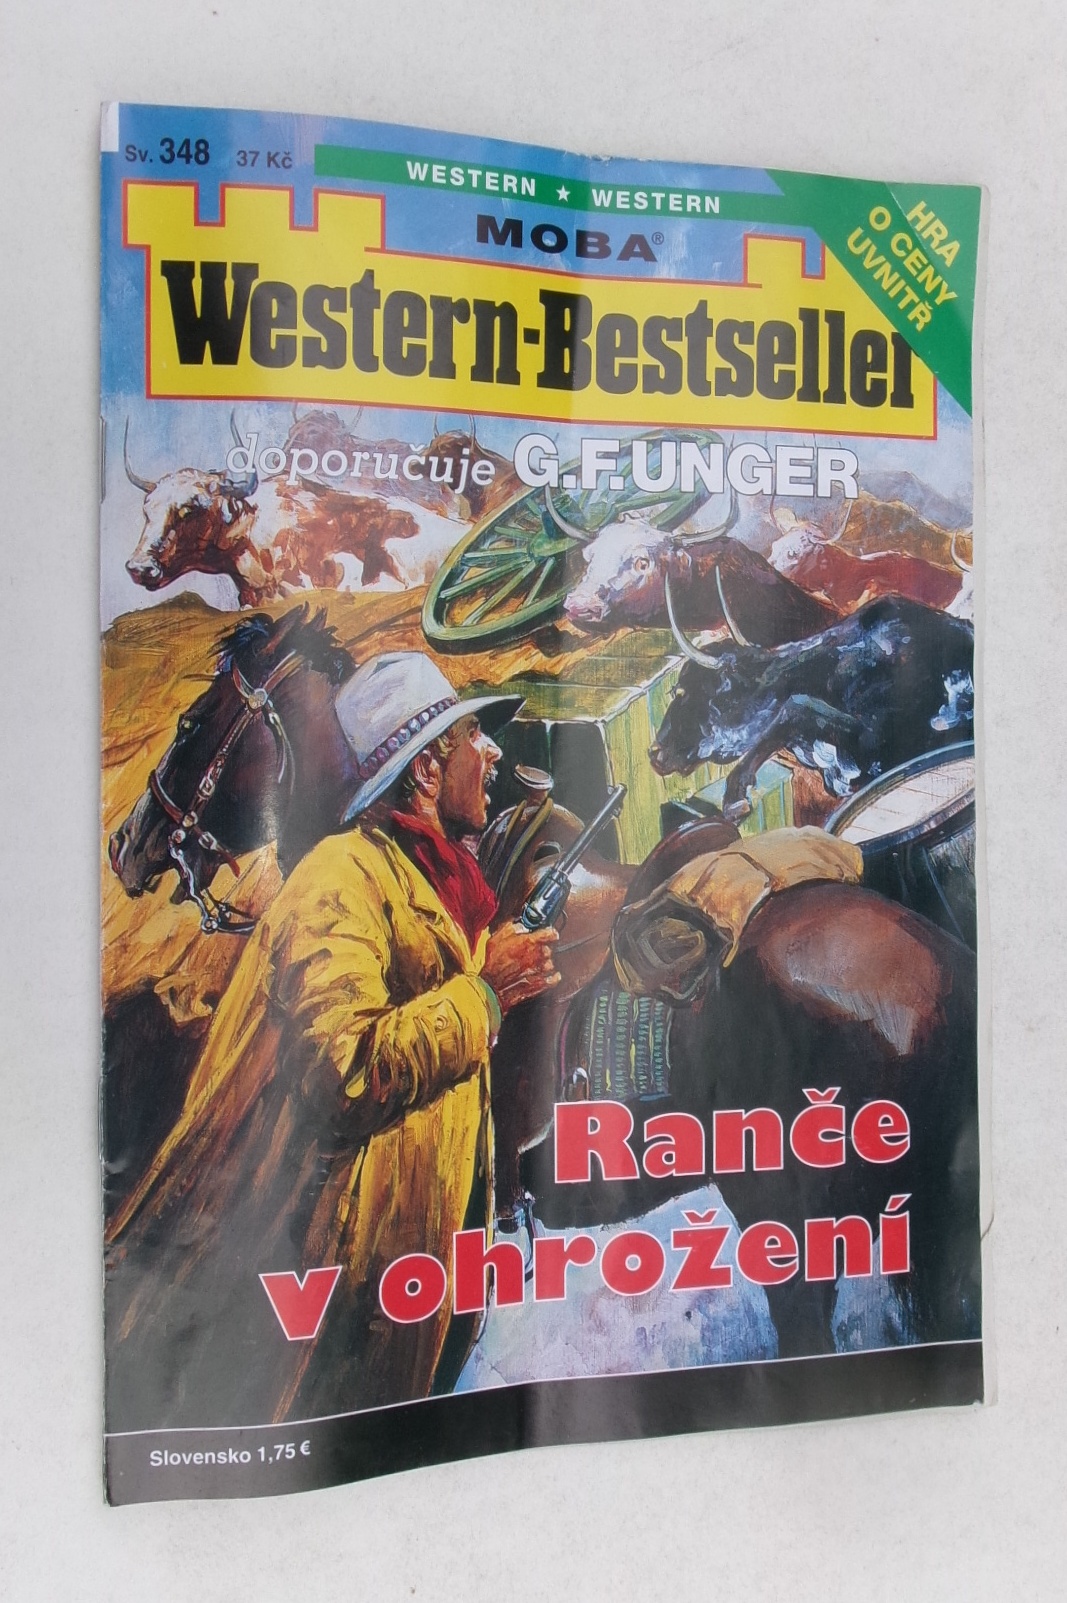 Sv. 348 37 Kč
WESTERN ★ WESTERN
HRA
O CENY
UVNITŘ
MOBA®
Western-Bestseller
doporučuje G.F. UNGER
Ranče
v ohrožení
Slovensko 1,75 €